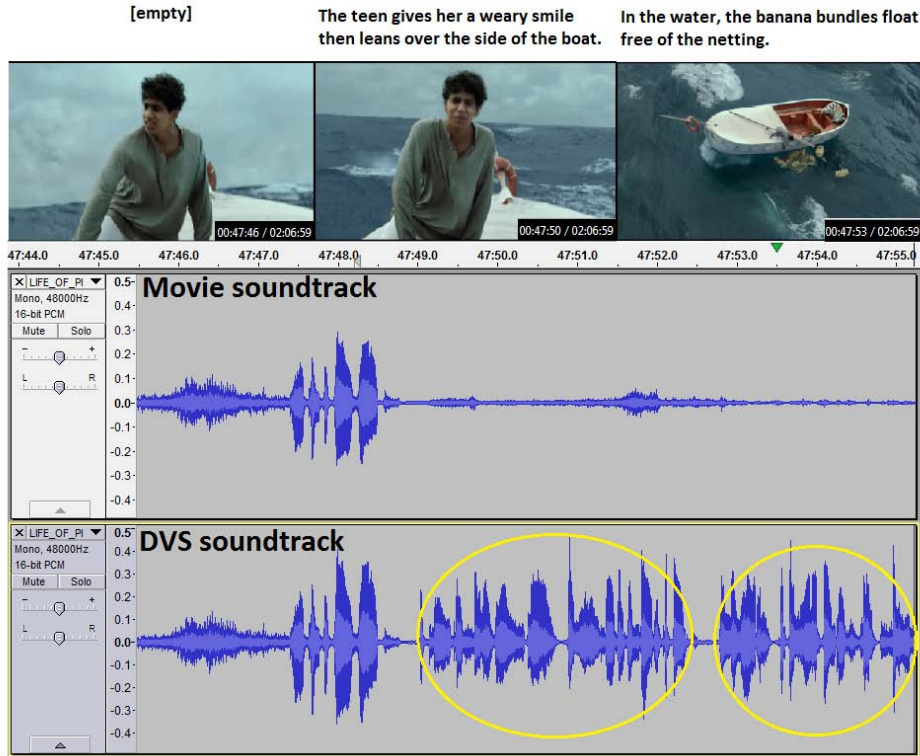 [empty]
The teen gives her a weary smile
then leans over the side of the boat.
In the water, the banana bundles float
free of the netting.
00:47:46 / 02:06:59
00:47:50 / 02:06:59
00:47:53 / 02:06:59
47:44.0 47:45.0 47:46.0 47:47.0 47:48.0 47:49.0 47:50.0 47:51.0 47:52.0 47:53.0 47:54.0 47:55.0
X LIFE_OF_PI ▼
Mono, 48000Hz
16-bit PCM
Mute Solo
- +
L R
0.5
0.4
0.3
0.2
0.1
0.0
-0.1
-0.2
-0.3
-0.4
Movie soundtrack
X LIFE_OF_PI ▼
Mono, 48000Hz
16-bit PCM
Mute Solo
- +
L R
0.5
0.4
0.3
0.2
0.1
0.0
-0.1
-0.2
-0.3
-0.4
DVS soundtrack